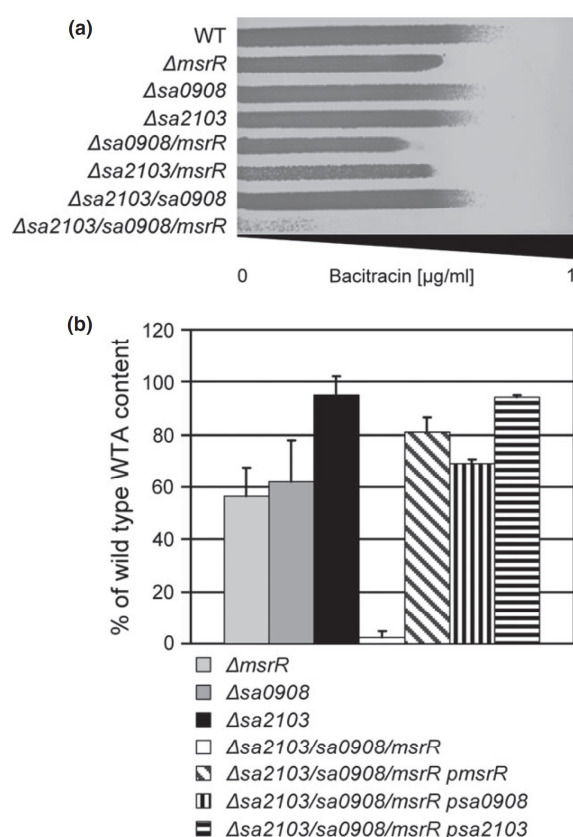 (a)
WT
ΔmsrR
Δsa0908
Δsa2103
Δsa0908/msrR
Δsa2103/msrR
Δsa2103/sa0908
Δsa2103/sa0908/msrR
0 Bacitracin [µg/ml] 1
(b)
% of wild type WTA content
120
100
80
60
40
20
0
ΔmsrR
Δsa0908
Δsa2103
Δsa2103/sa0908/msrR
Δsa2103/sa0908/msrR pmsrR
Δsa2103/sa0908/msrR psa0908
Δsa2103/sa0908/msrR psa2103